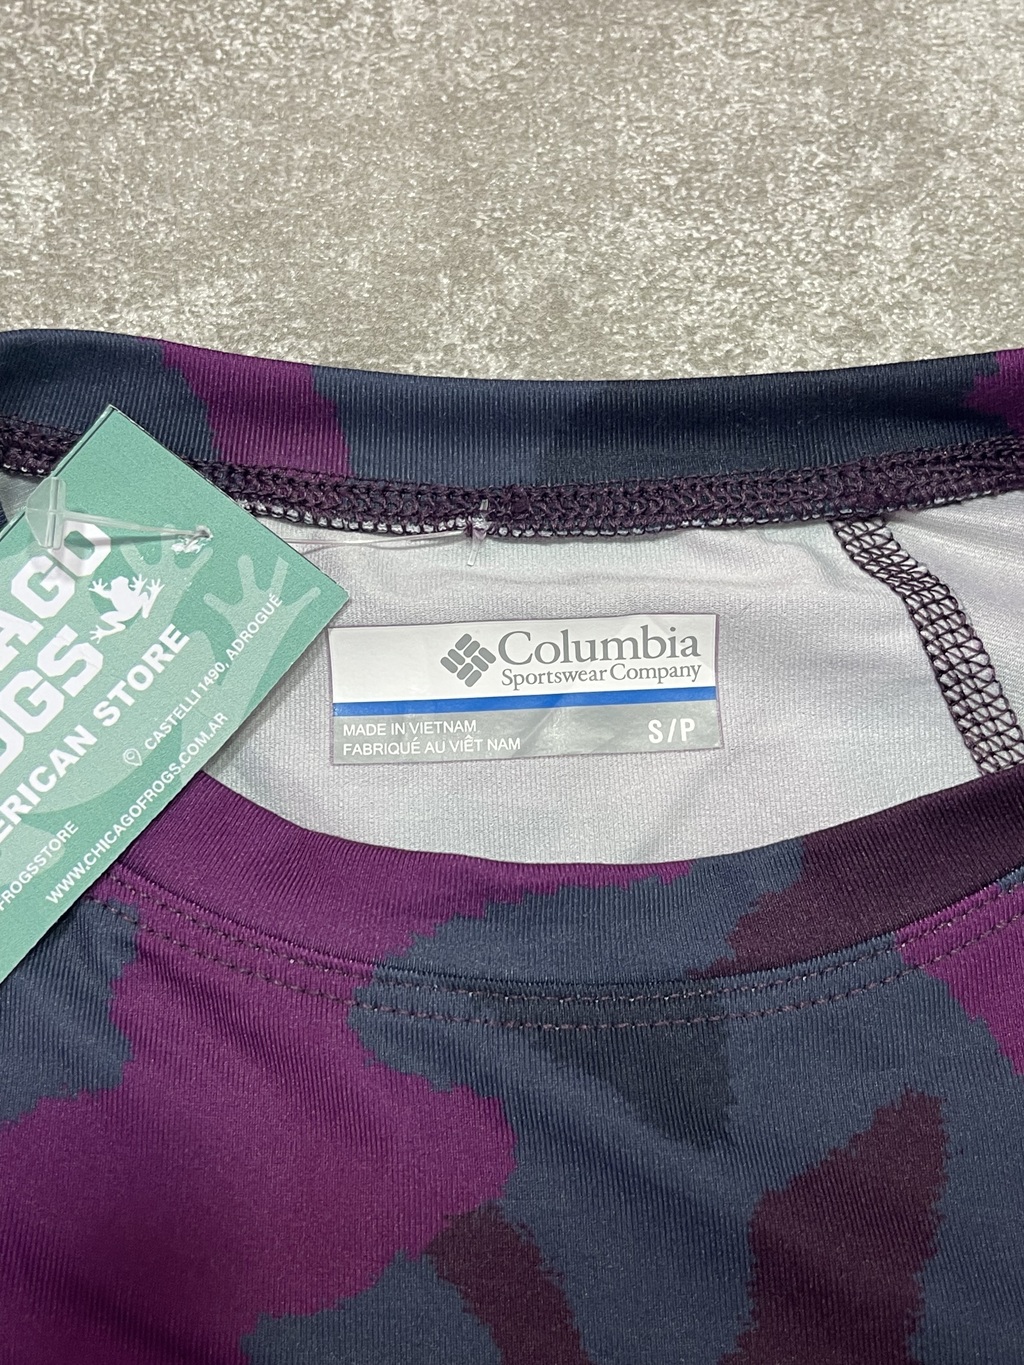 AGO
OGS
ERICAN STORE
CASTELLI 1490, ADROGUÉ
FROGSSTORE
WWW.CHICAGOFROGS.COM.AR
Columbia
Sportswear Company
MADE IN VIETNAM
FABRIQUÉ AU VIÊT NAM
S/P